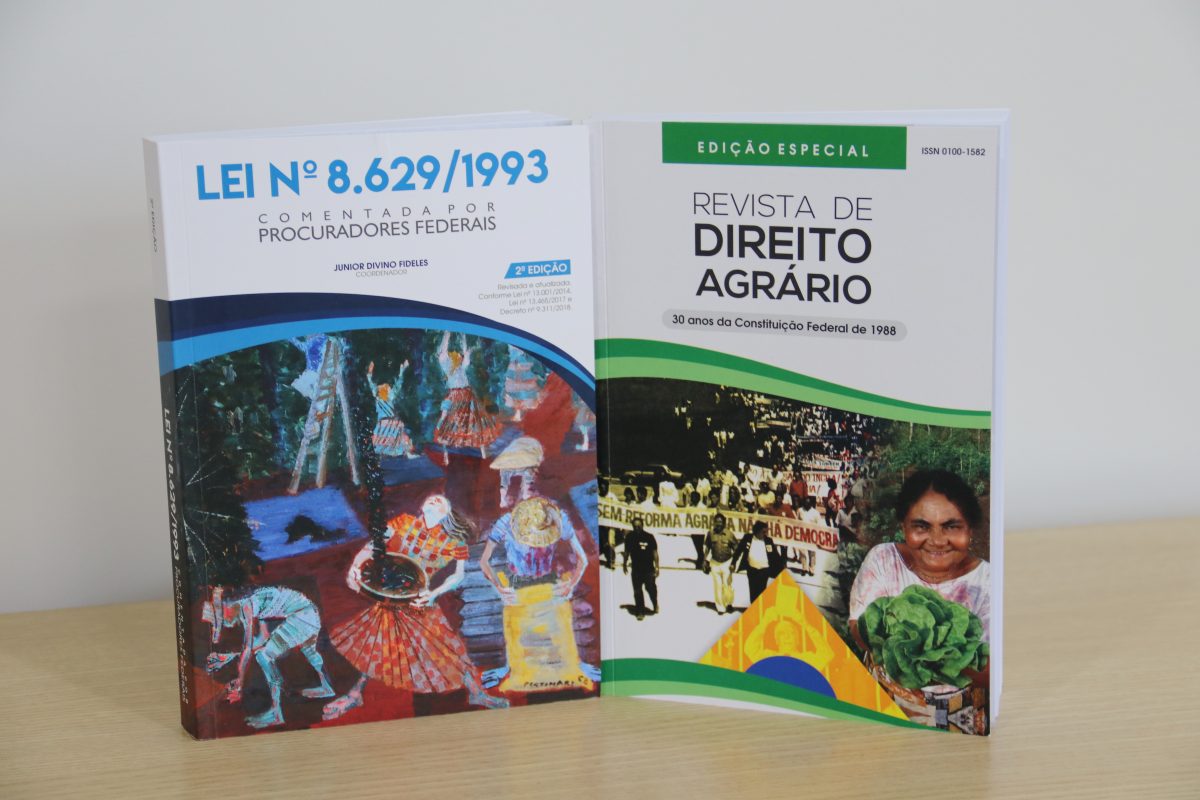 LEI Nº 8.629/1993
COMENTADA POR
PROCURADORES FEDERAIS
JUNIOR DIVINO FIDELES
COORDENADOR
2ª EDIÇÃO
Revisada e atualizada.
Conforme Lei nº 13.001/2014,
Lei nº 13.465/2017 e
Decreto nº 9.311/2018.
2ª EDIÇÃO
LEI Nº 8.629/1993
EDIÇÃO ESPECIAL
ISSN 0100-1582
REVISTA DE
DIREITO
AGRÁRIO
30 anos da Constituição Federal de 1988
SEM REFORMA AGRÁRIA NÃO HÁ DEMOCRA